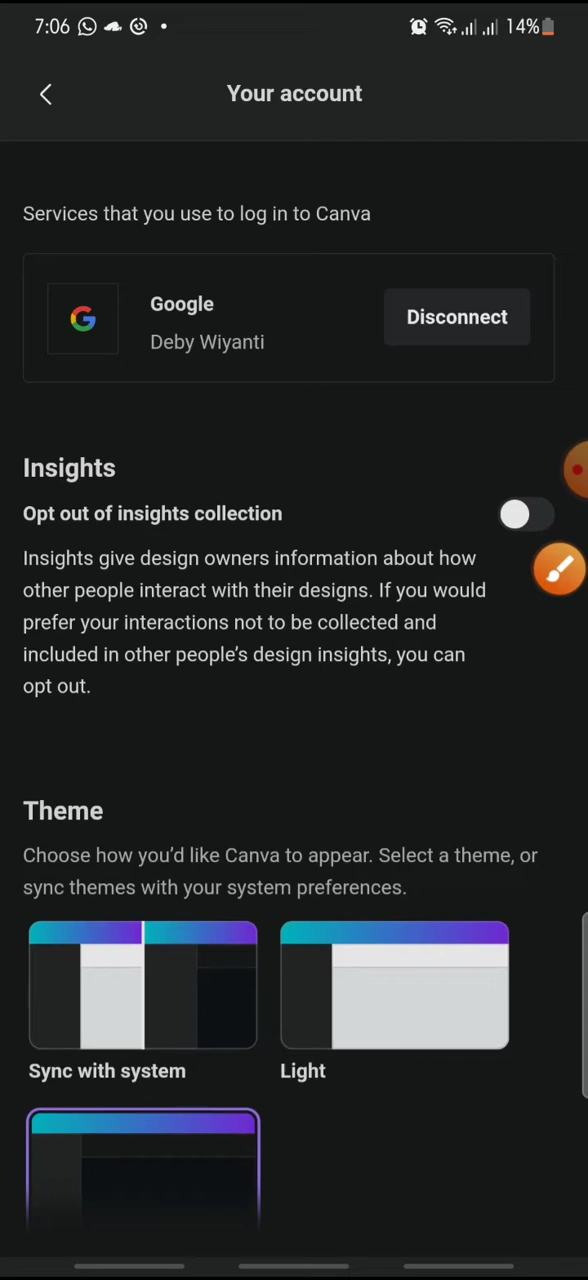 7:06 14%
Your account
Services that you use to log in to Canva
Google
Deby Wiyanti
Disconnect
Insights
Opt out of insights collection
Insights give design owners information about how
other people interact with their designs. If you would
prefer your interactions not to be collected and
included in other people’s design insights, you can
opt out.
Theme
Choose how you’d like Canva to appear. Select a theme, or
sync themes with your system preferences.
Sync with system
Light